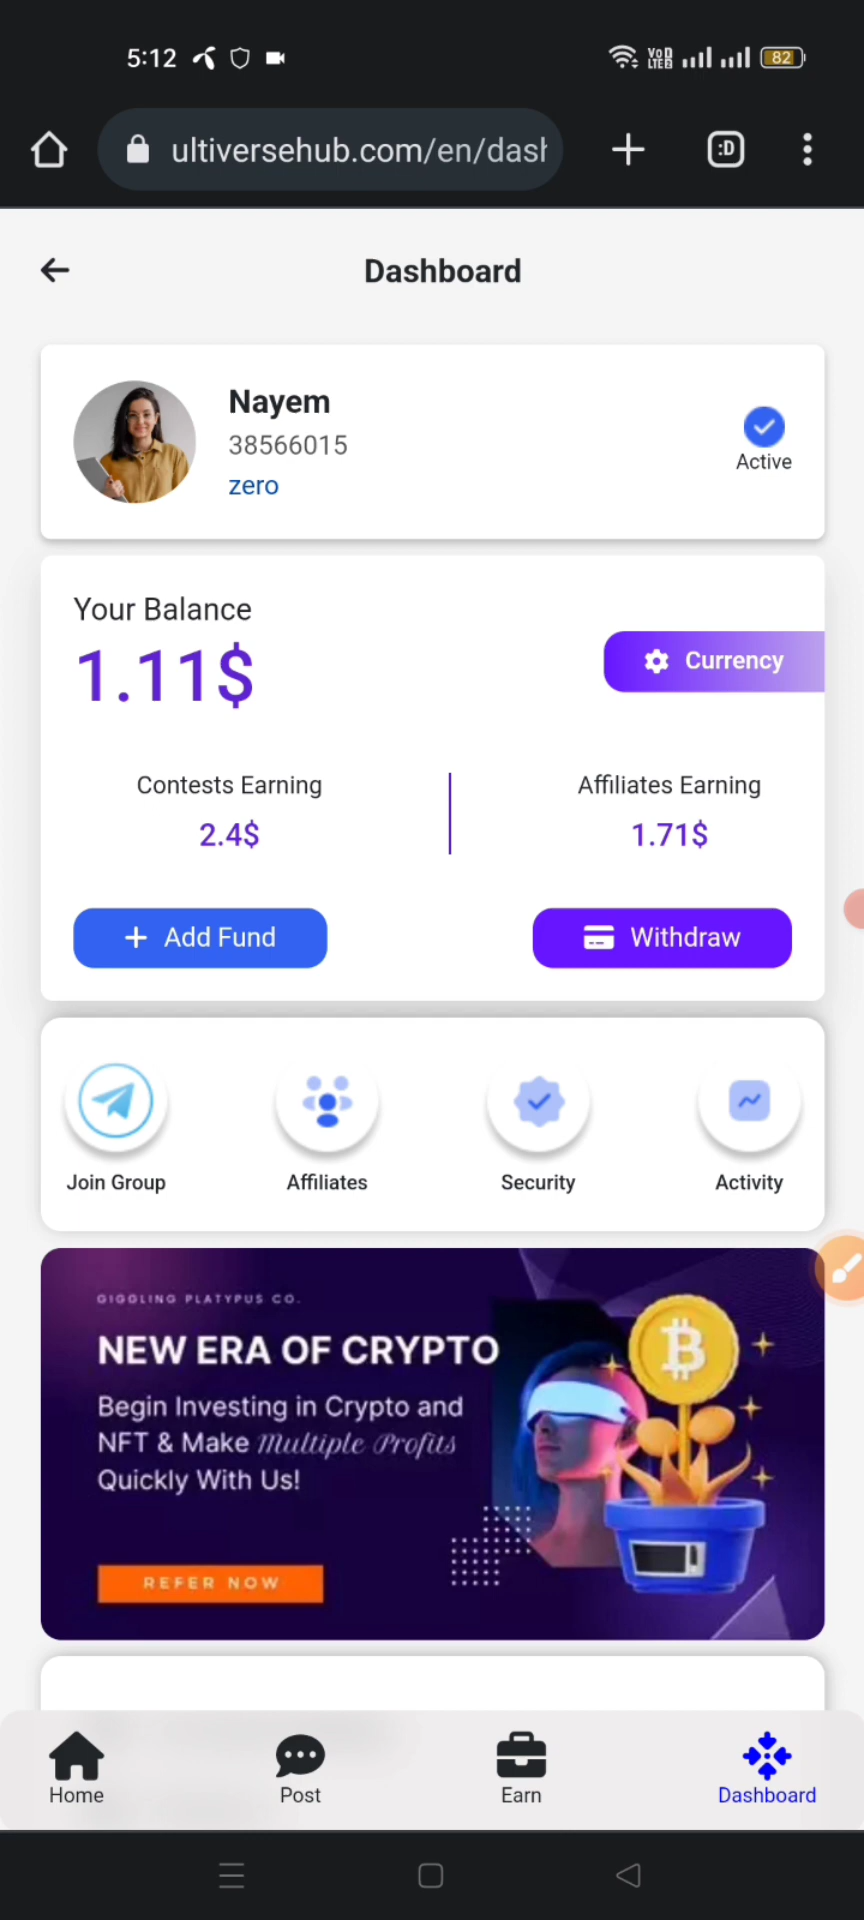 5:12
VoD LTE2
82
ultiversehub.com/en/dash
:D
Dashboard
Nayem
38566015
zero
Active
Your Balance
1.11$
Currency
Contests Earning
Affiliates Earning
2.4$
1.71$
+ Add Fund
Withdraw
Join Group
Affiliates
Security
Activity
GIGGLING PLATYPUS CO.
NEW ERA OF CRYPTO
Begin Investing in Crypto and
NFT & Make Multiple Profits
Quickly With Us!
REFER NOW
Home
Post
Earn
Dashboard